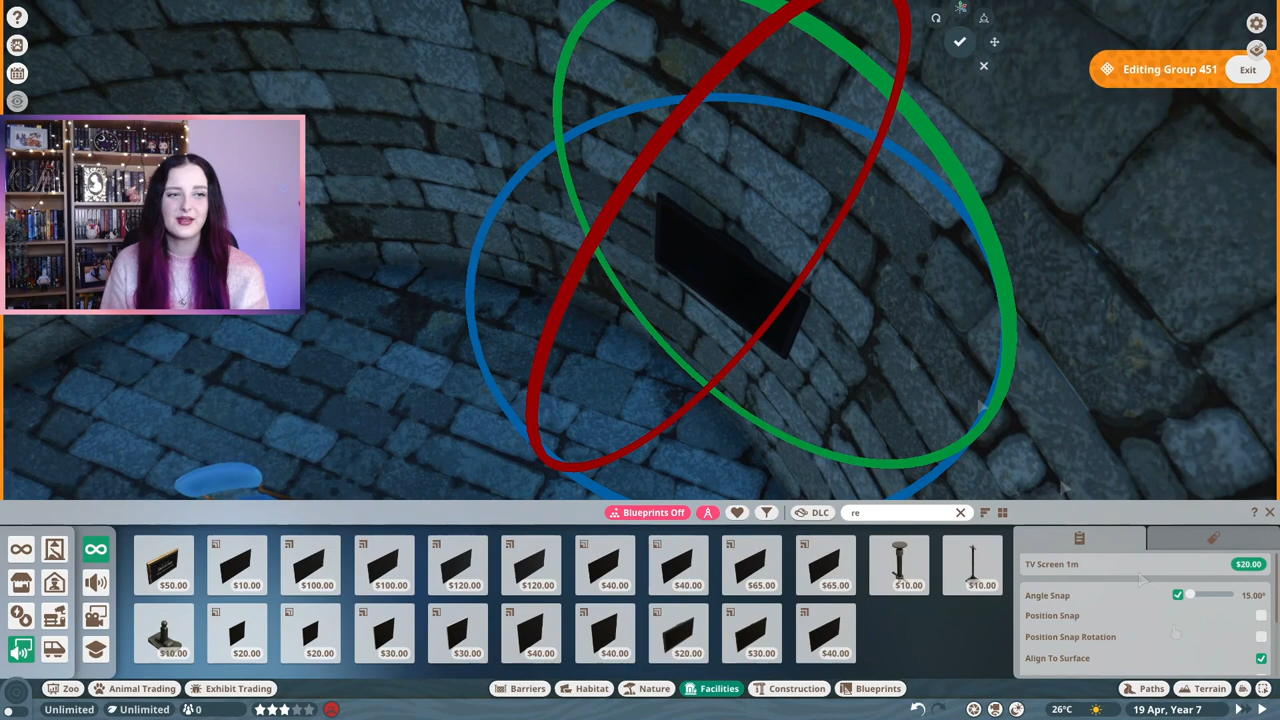 Editing Group 451
Exit
Blueprints Off
DLC
re
$50.00
$10.00
$100.00
$100.00
$120.00
$120.00
$40.00
$40.00
$65.00
$65.00
$10.00
$10.00
$10.00
$20.00
$20.00
$30.00
$30.00
$40.00
$40.00
$20.00
$30.00
$40.00
TV Screen 1m
$20.00
Angle Snap
15.00°
Position Snap
Position Snap Rotation
Align To Surface
Zoo
Animal Trading
Exhibit Trading
Barriers
Habitat
Nature
Facilities
Construction
Blueprints
Paths
Terrain
Unlimited
Unlimited
0
26°C
19 Apr, Year 7